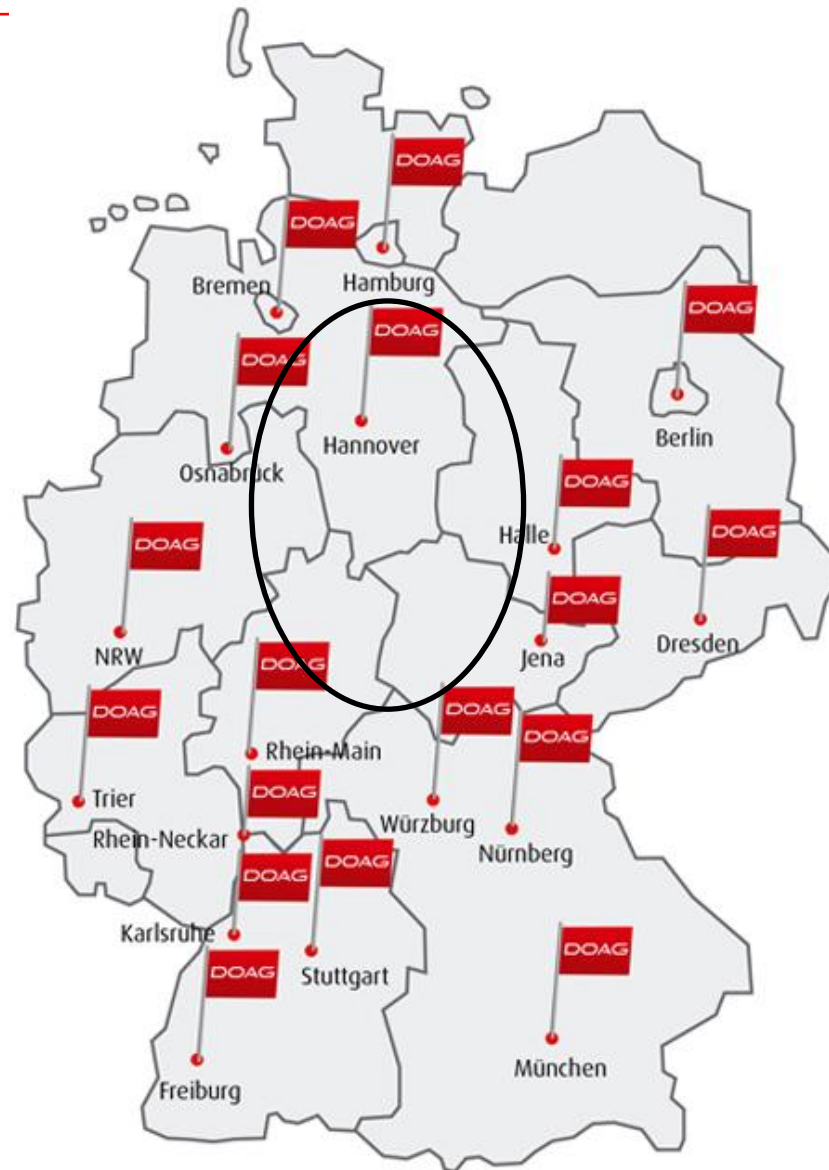 DOAG
Hamburg
DOAG
Bremen
DOAG
Hannover
DOAG
Berlin
DOAG
Osnabrück
DOAG
Halle
DOAG
NRW
DOAG
Dresden
DOAG
Jena
DOAG
Rhein-Main
DOAG
Trier
DOAG
Würzburg
DOAG
Nürnberg
DOAG
Rhein-Neckar
DOAG
Karlsruhe
DOAG
Stuttgart
DOAG
Freiburg
DOAG
München